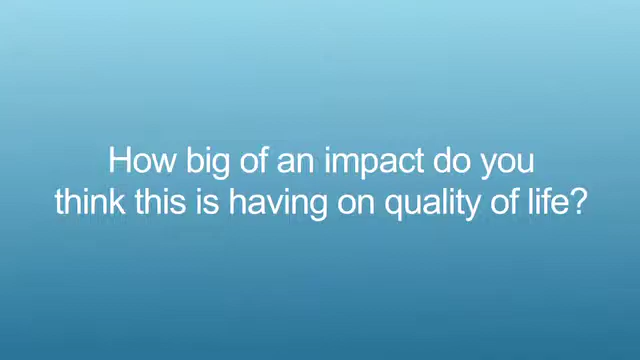 How big of an impact do you
think this is having on quality of life?